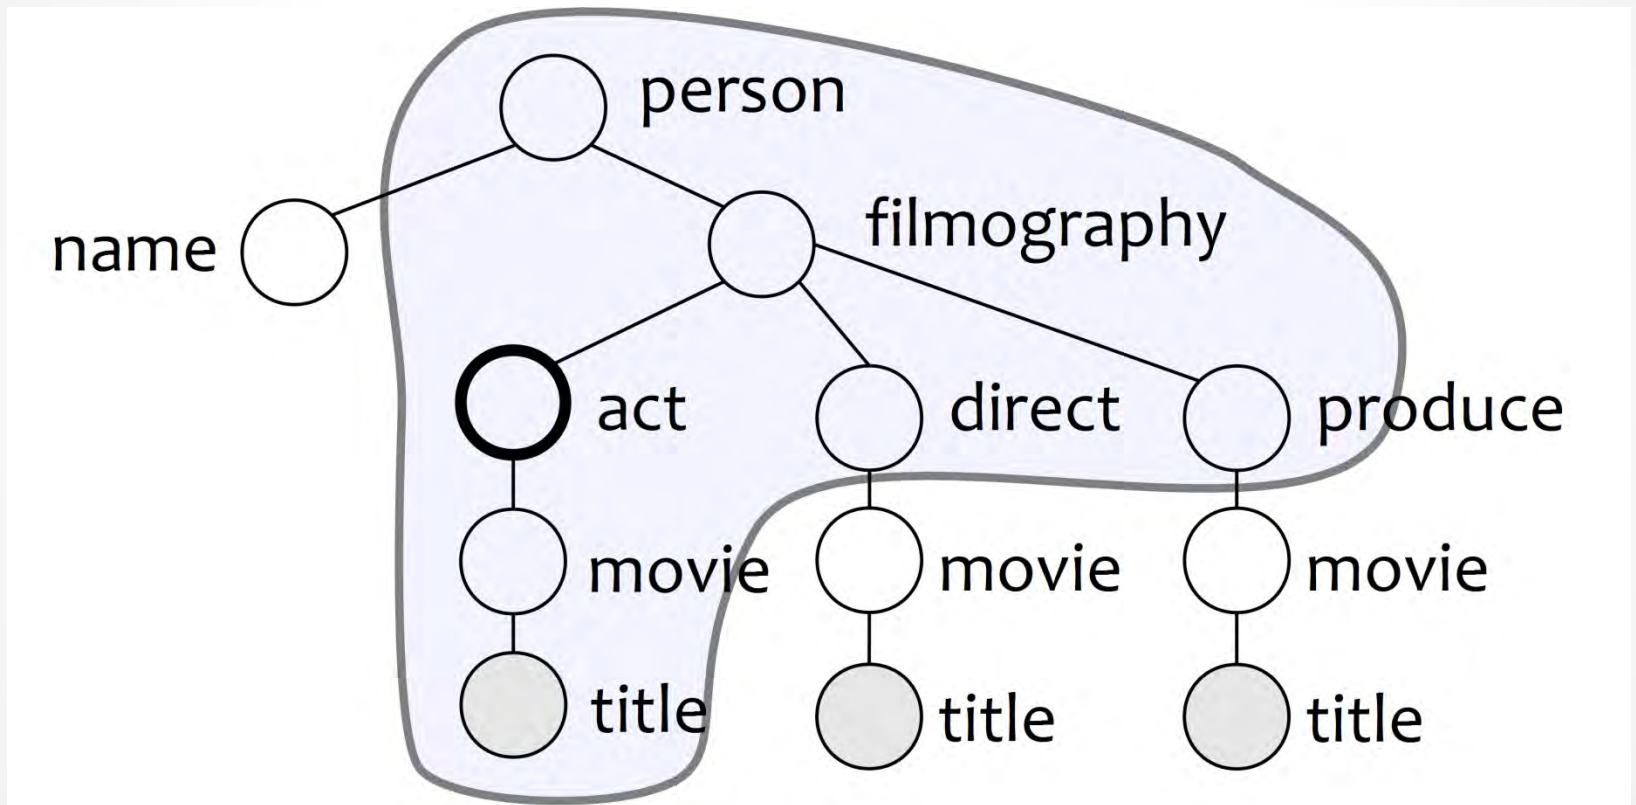 person
filmography
name
act
direct
produce
movie
movie
movie
title
title
title